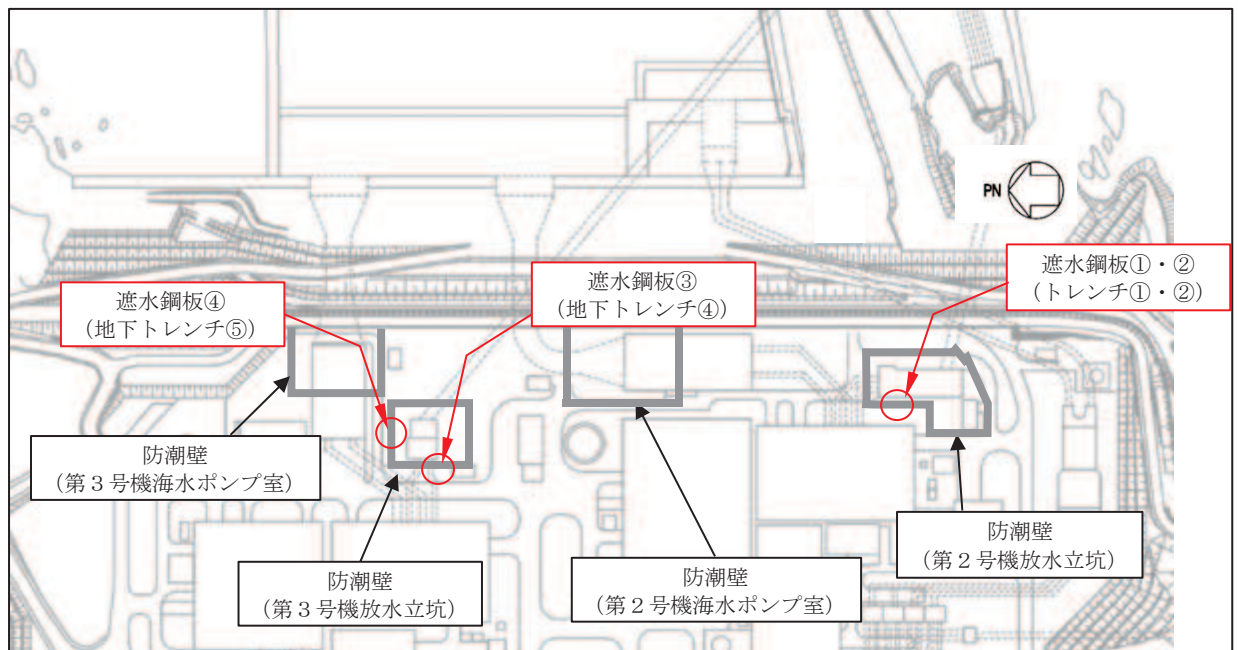 PN
遮水鋼板①・②
（トレンチ①・②）
遮水鋼板③
（地下トレンチ④）
遮水鋼板④
（地下トレンチ⑤）
防潮壁
（第３号機海水ポンプ室）
防潮壁
（第３号機放水立坑）
防潮壁
（第２号機海水ポンプ室）
防潮壁
（第２号機放水立坑）